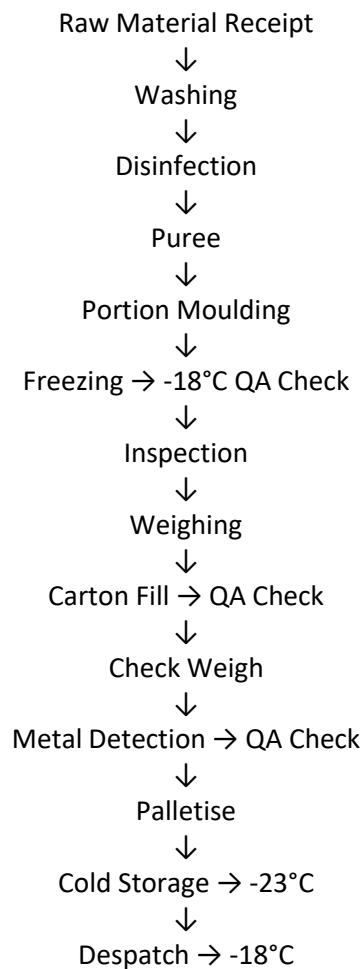 Raw Material Receipt
↓
Washing
↓
Disinfection
↓
Puree
↓
Portion Moulding
↓
Freezing → -18°C QA Check
↓
Inspection
↓
Weighing
↓
Carton Fill → QA Check
↓
Check Weigh
↓
Metal Detection → QA Check
↓
Palletise
↓
Cold Storage → -23°C
↓
Despatch → -18°C